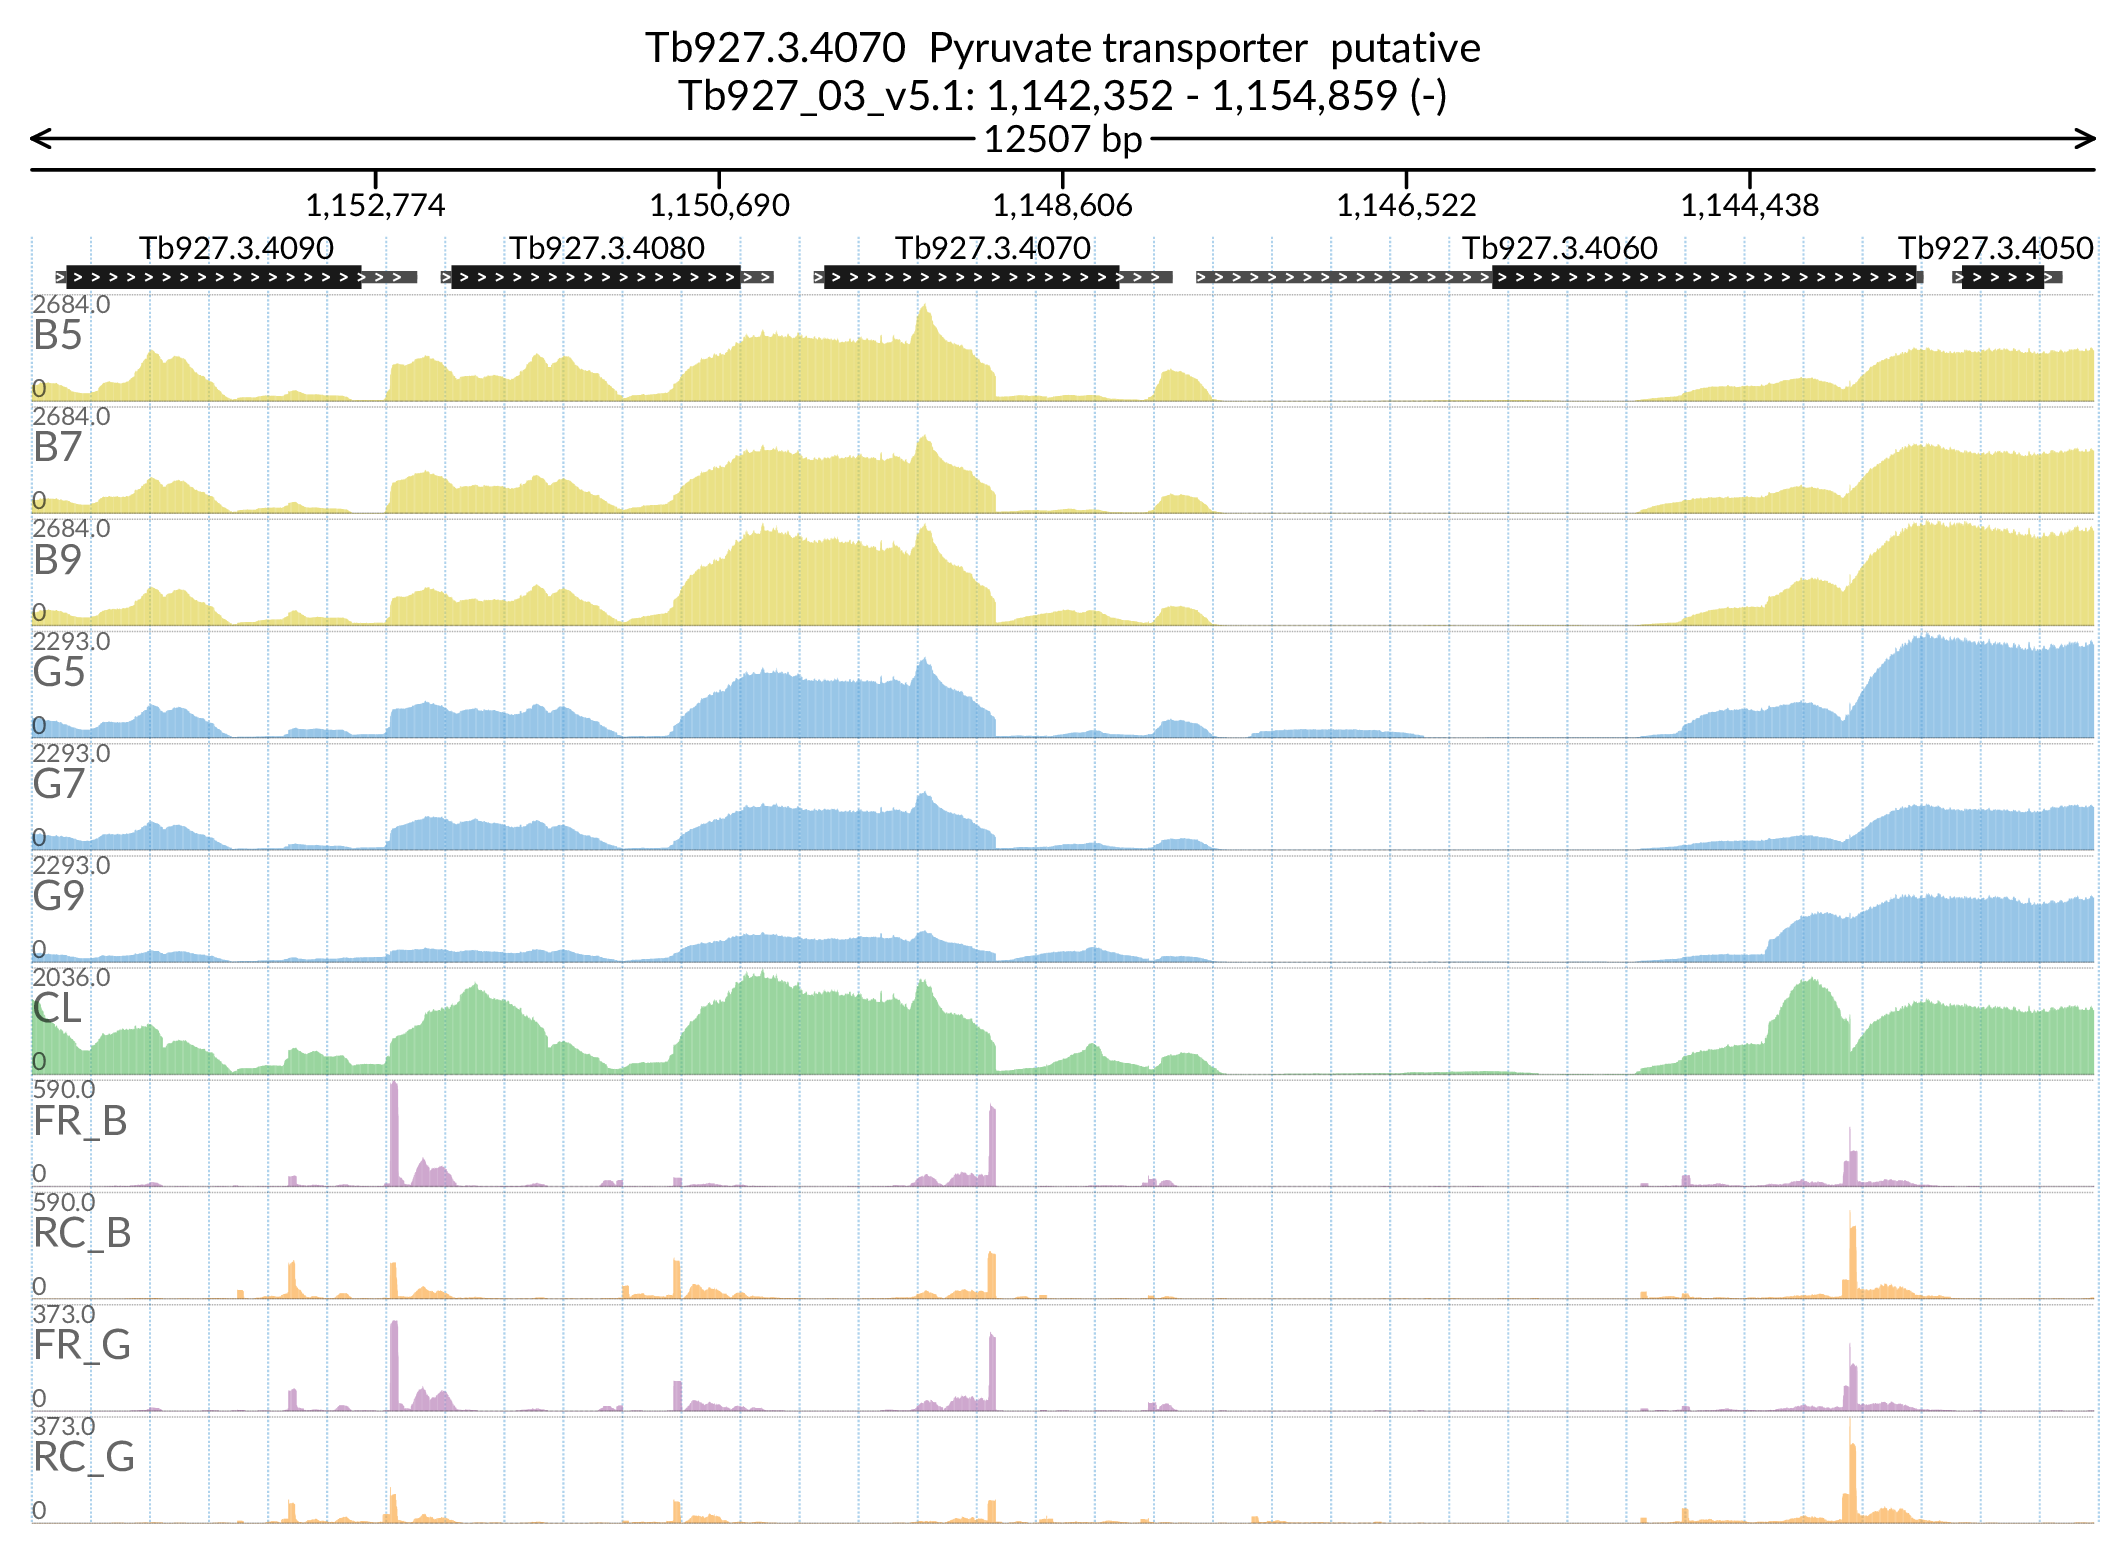 Tb927.3.4070  Pyruvate transporter  putative
Tb927_03_v5.1: 1,142,352 - 1,154,859 (-)
12507 bp
1,152,774 1,150,690 1,148,606 1,146,522 1,144,438
Tb927.3.4090 Tb927.3.4080 Tb927.3.4070 Tb927.3.4060 Tb927.3.4050
2684.0
B5
0
2684.0
B7
0
2684.0
B9
0
2293.0
G5
0
2293.0
G7
0
2293.0
G9
0
2036.0
CL
0
590.0
FR_B
0
590.0
RC_B
0
373.0
FR_G
0
373.0
RC_G
0